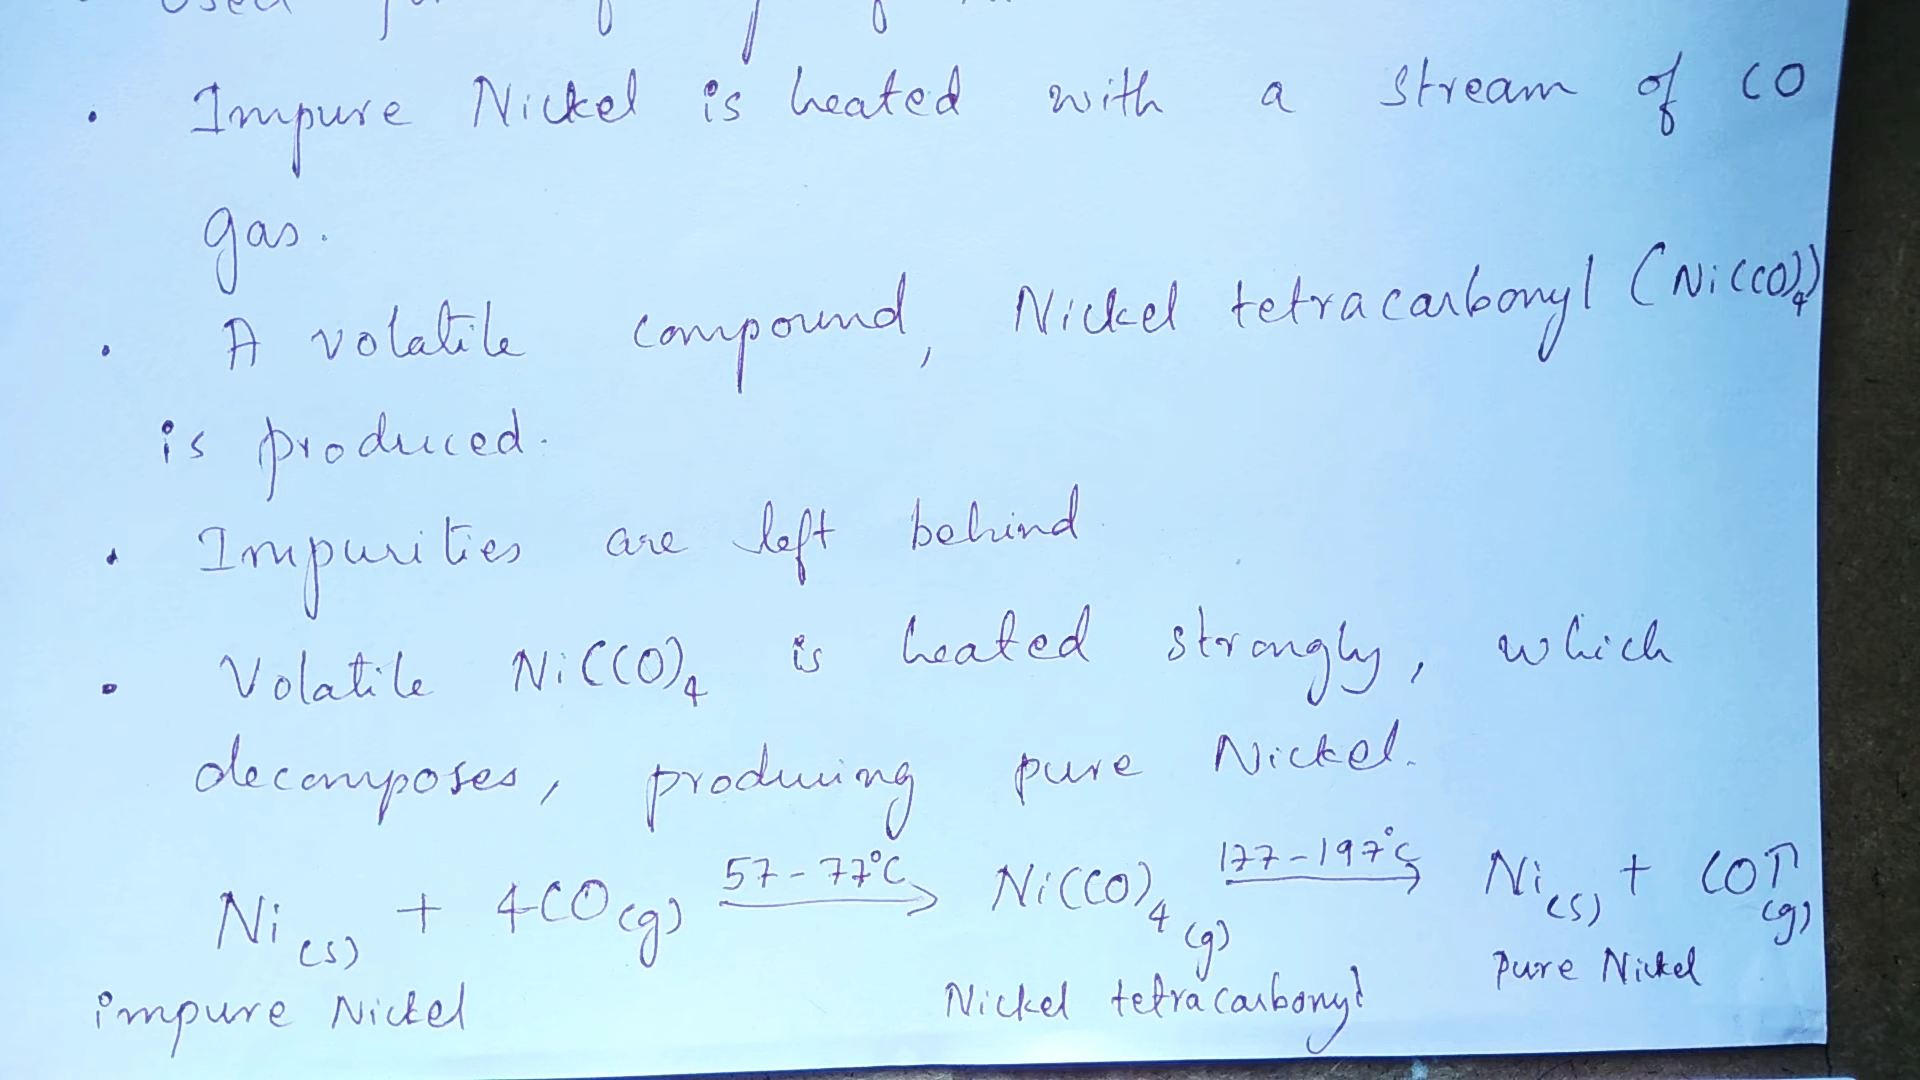 Used
• Impure Nickel is heated with a stream of CO
gas.
• A volatile compound, Nickel tetracarbonyl (Ni(CO)₄)
is produced.
• Impurities are left behind
• Volatile Ni(CO)₄ is heated strongly, which
decomposes, producing pure Nickel.
Ni(s) + 4CO(g) 57-77°C → Ni(CO)₄(g) 177-197°C → Ni(s) + CO↑(g)
impure Nickel Nickel tetracarbonyl pure Nickel